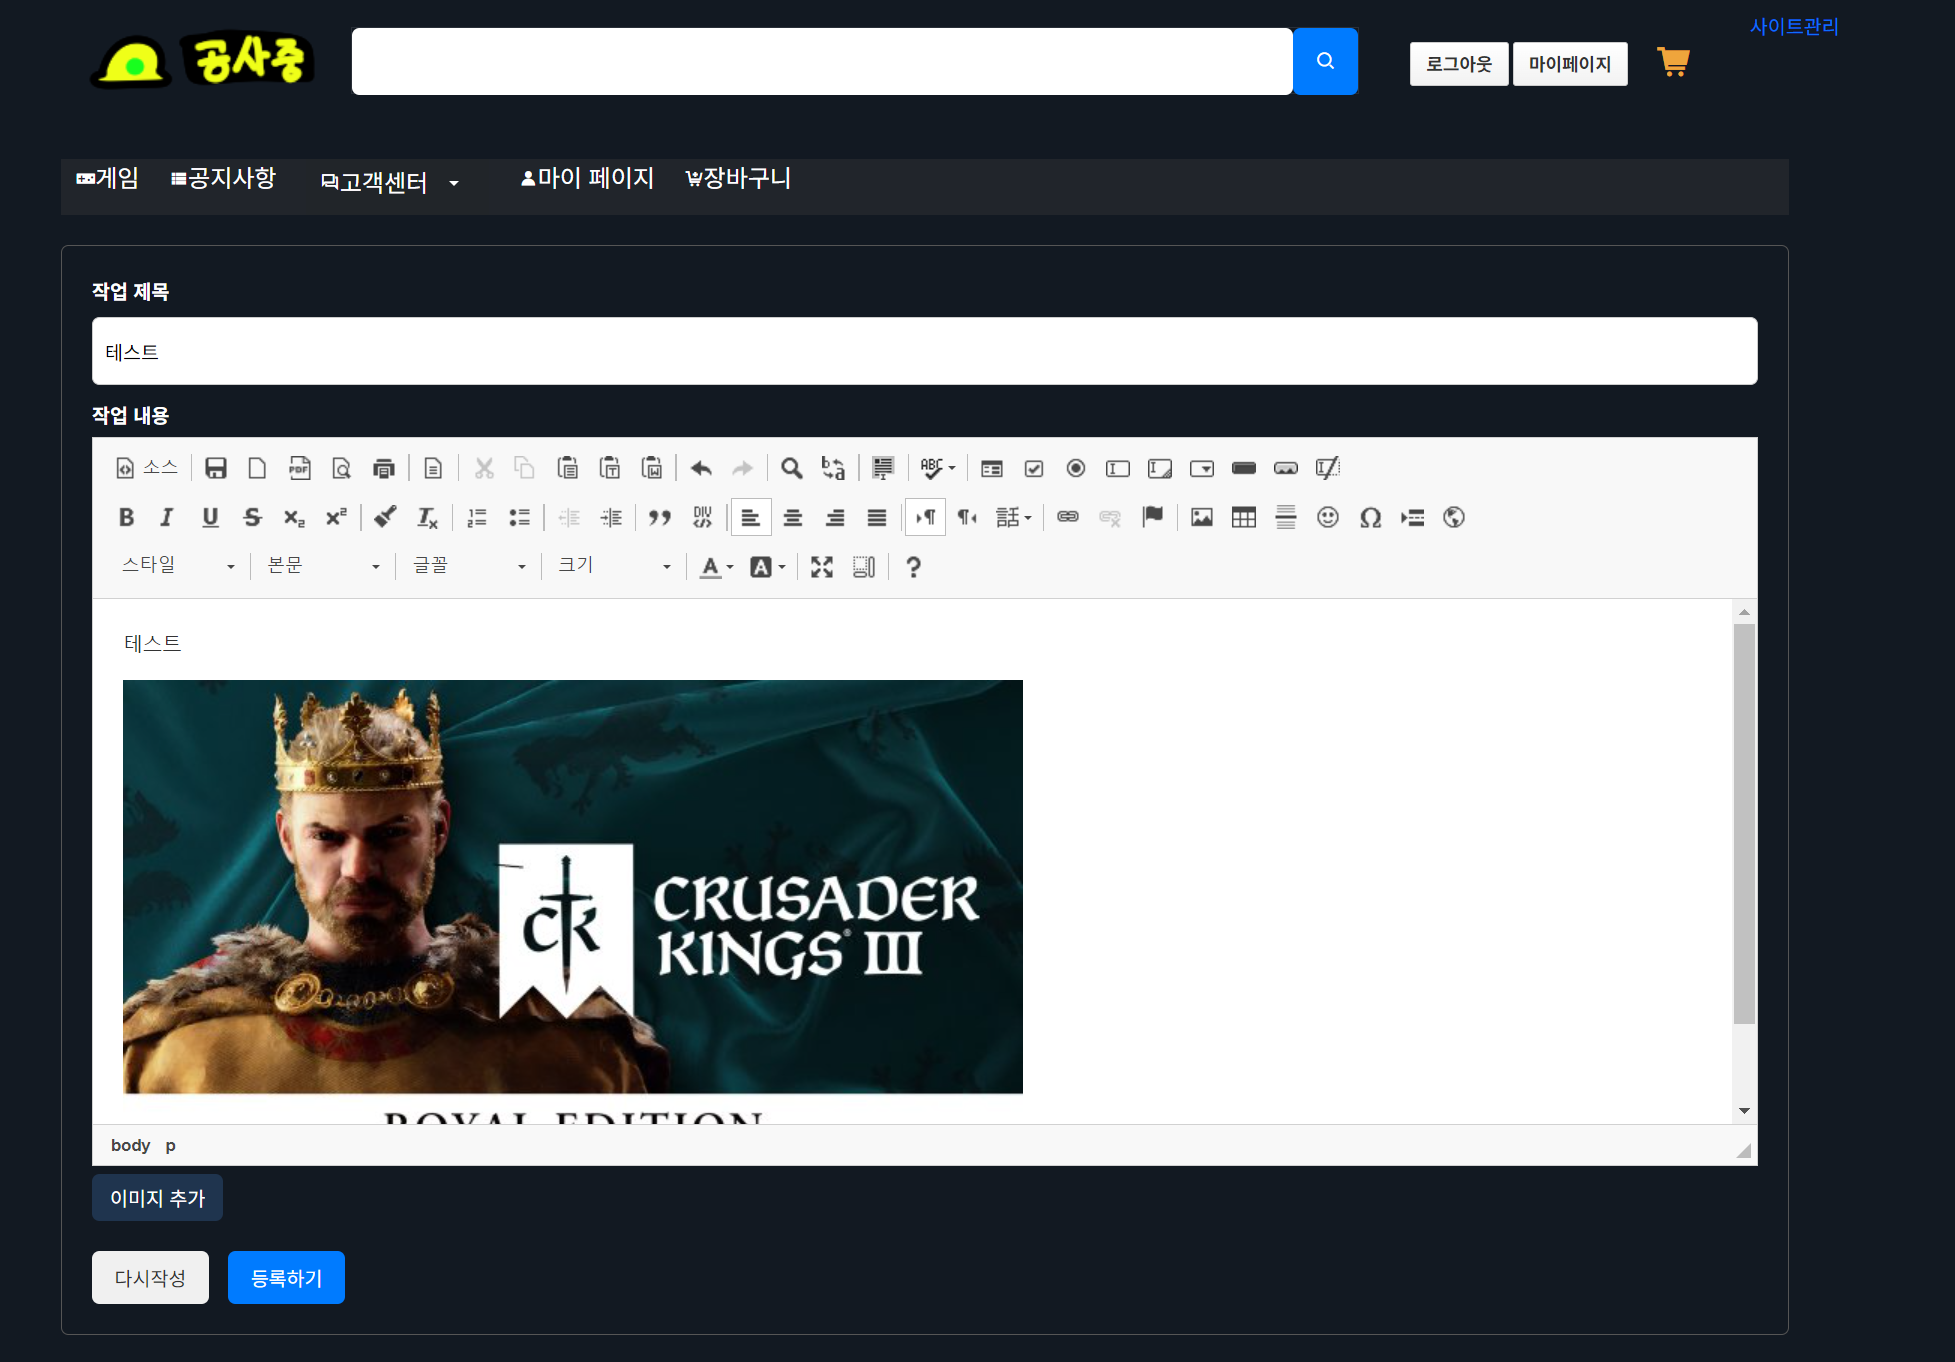 공사중
로그아웃 마이페이지
사이트관리
게임 공지사항 고객센터 마이 페이지 장바구니
작업 제목
테스트
작업 내용
소스
스타일 본문 글꼴 크기
테스트
CK
CRUSADER
KINGS III
ROYAL EDITION
body p
이미지 추가
다시작성 등록하기